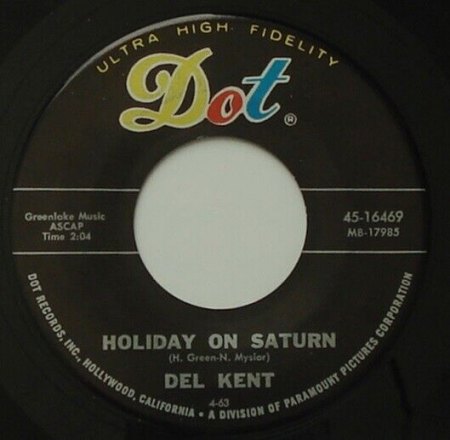 ULTRA HIGH FIDELITY
Dot®
Greenlake Music
ASCAP
Time 2:04
45-16469
MB-17985
HOLIDAY ON SATURN
(H. Green-N. Myslor)
DEL KENT
4-63
DOT RECORDS, INC., HOLLYWOOD, CALIFORNIA • A DIVISION OF PARAMOUNT PICTURES CORPORATION